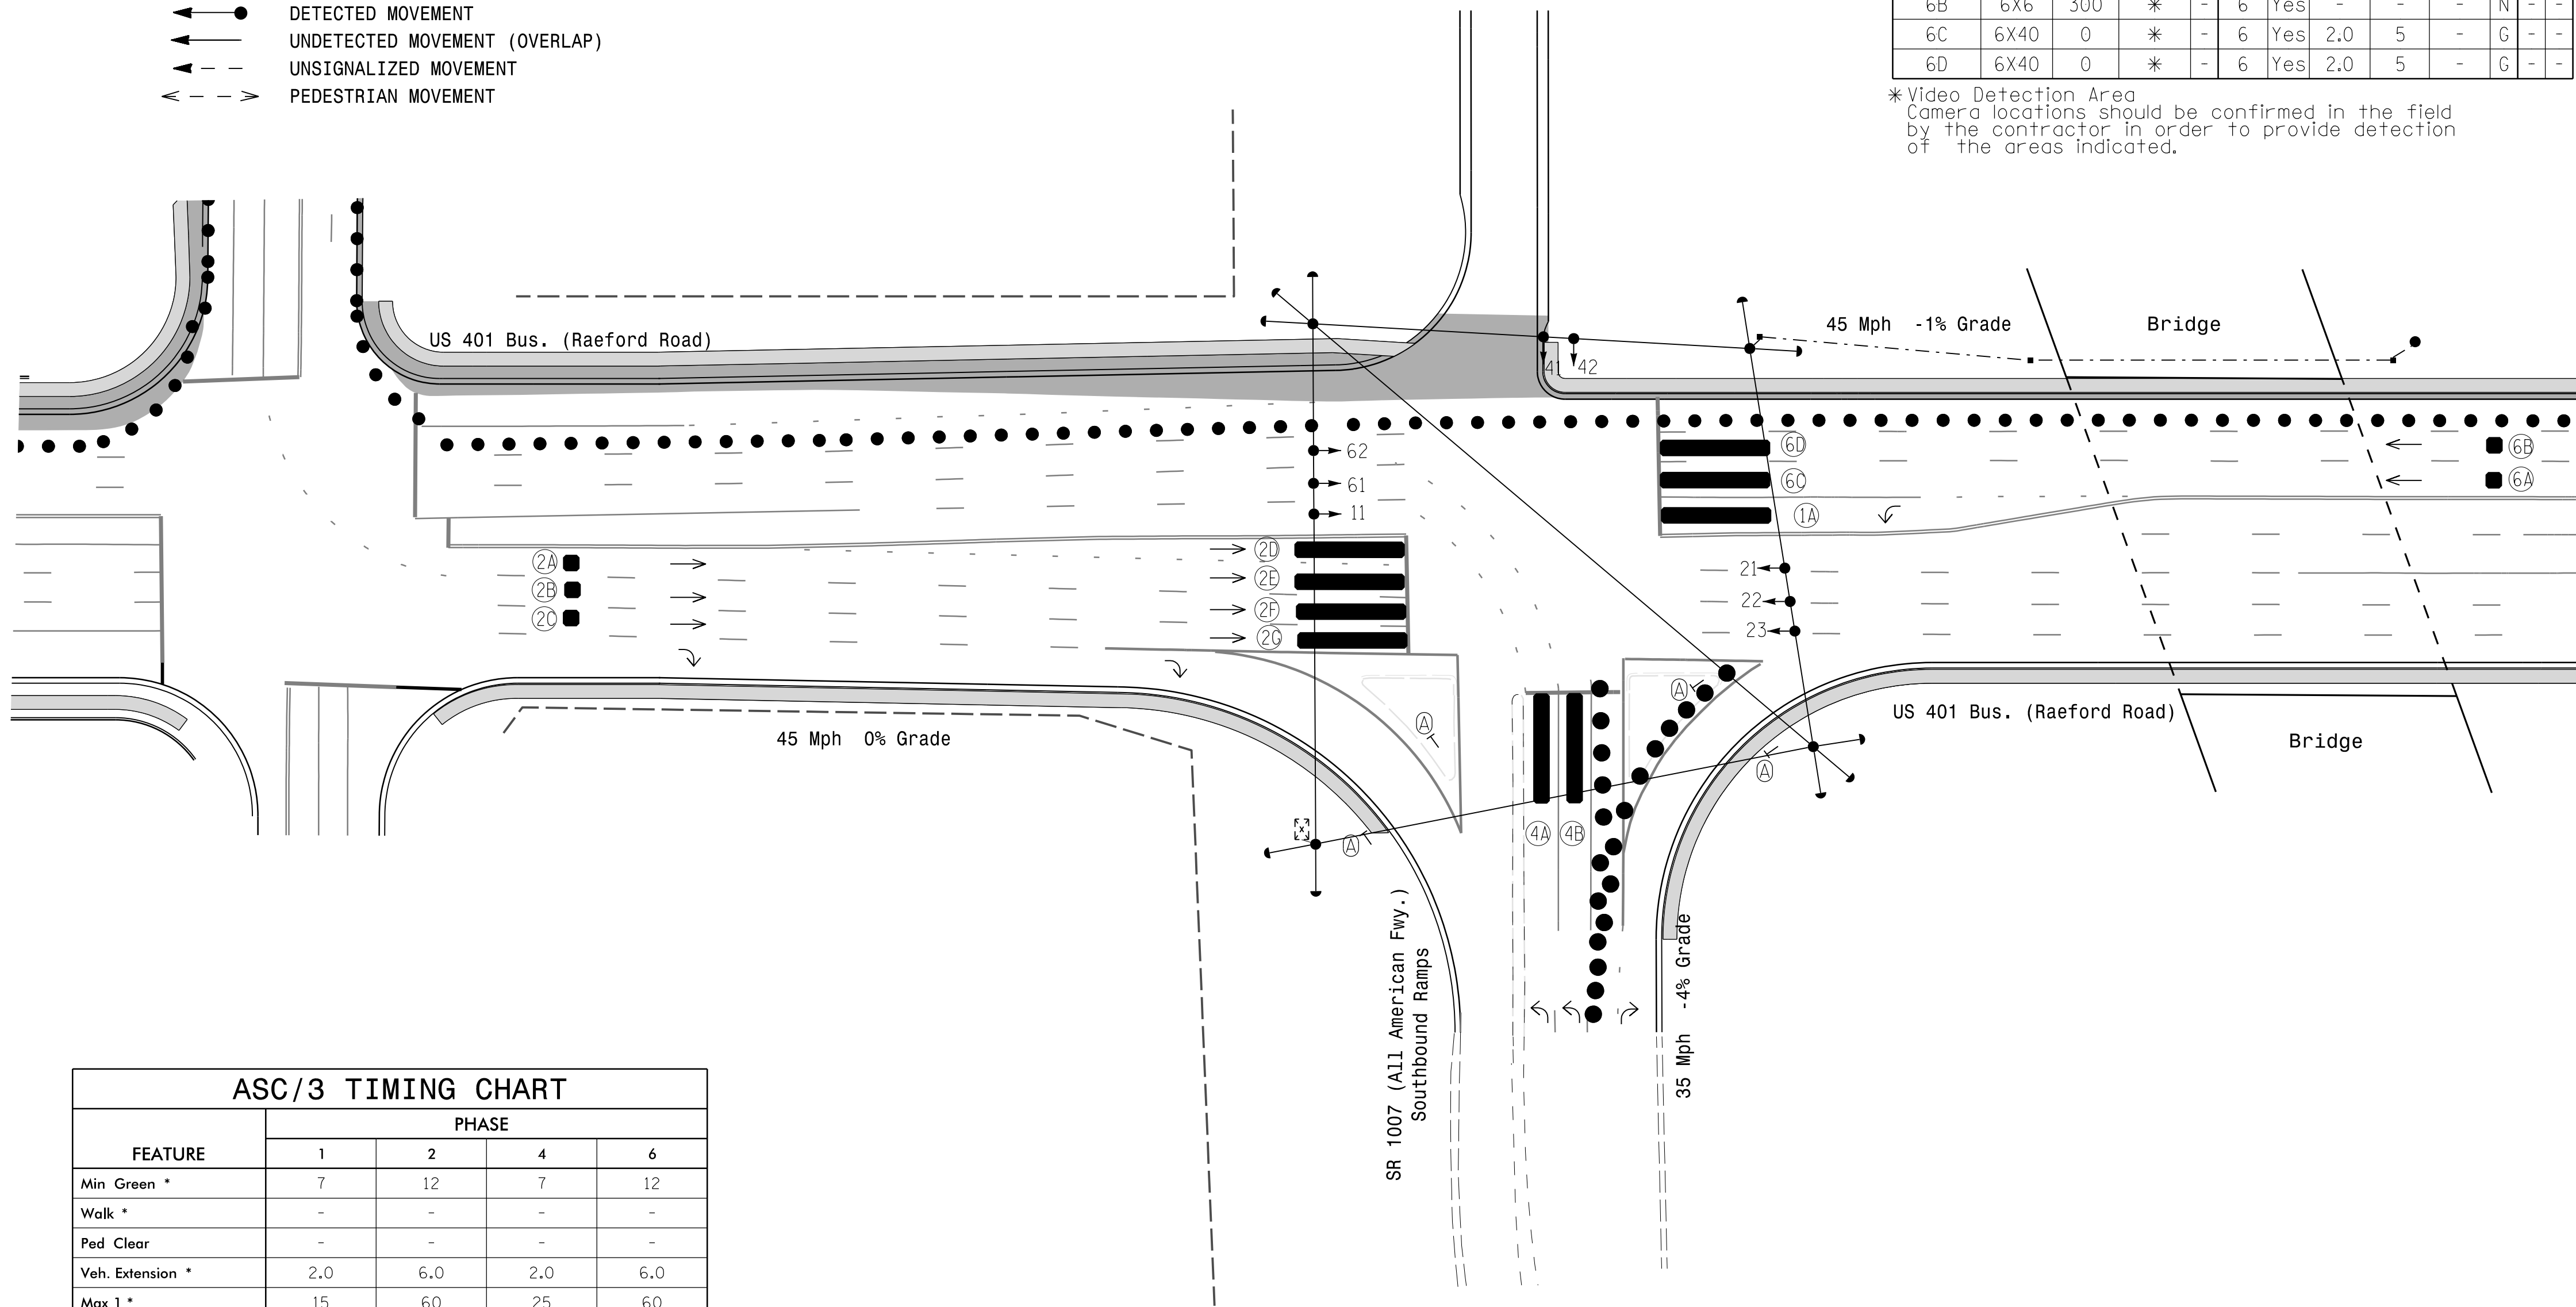 DETECTED MOVEMENT
UNDETECTED MOVEMENT (OVERLAP)
UNSIGNALIZED MOVEMENT
PEDESTRIAN MOVEMENT
6B 6X6 300 * - 6 Yes - - - N - -
6C 6X40 0 * - 6 Yes 2.0 5 - G - -
6D 6X40 0 * - 6 Yes 2.0 5 - G - -
* Video Detection Area
Camera locations should be confirmed in the field
by the contractor in order to provide detection
of the areas indicated.
US 401 Bus. (Raeford Road)
45 Mph -1% Grade
Bridge
41
42
62
61
11
6D
6C
1A
6B
6A
2A
2B
2C
2D
2E
2F
2G
21
22
23
45 Mph 0% Grade
A
A
A
A
4A
4B
US 401 Bus. (Raeford Road)
Bridge
SR 1007 (All American Fwy.)
Southbound Ramps
35 Mph -4% Grade
ASC/3 TIMING CHART
FEATURE
PHASE
1 2 4 6
Min Green * 7 12 7 12
Walk * - - - -
Ped Clear - - - -
Veh. Extension * 2.0 6.0 2.0 6.0
Max 1 * 15 60 25 60